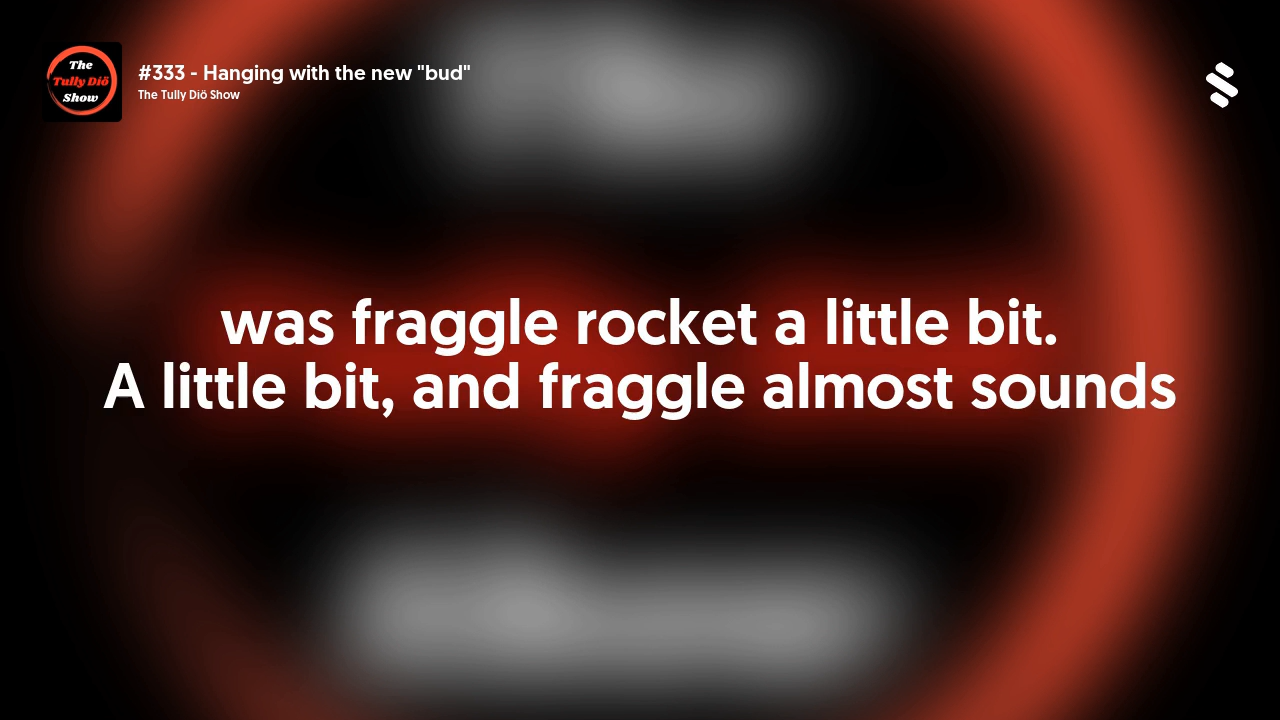 The
Tully Diö
Show
#333 - Hanging with the new "bud"
The Tully Diö Show
was fraggle rocket a little bit.
A little bit, and fraggle almost sounds